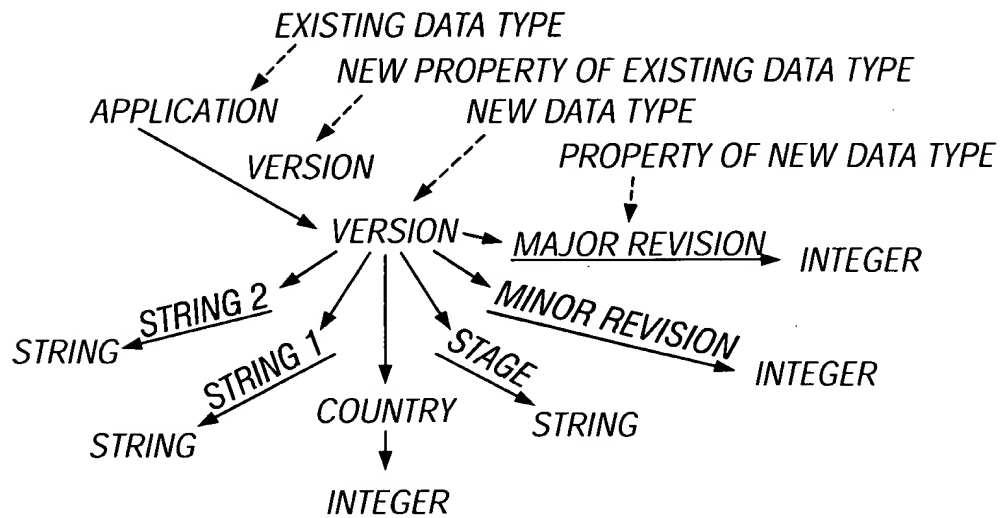 EXISTING DATA TYPE
NEW PROPERTY OF EXISTING DATA TYPE
APPLICATION
NEW DATA TYPE
VERSION
PROPERTY OF NEW DATA TYPE
VERSION
MAJOR REVISION
INTEGER
STRING 2
MINOR REVISION
STRING
STRING 1
STAGE
INTEGER
COUNTRY
STRING
STRING
INTEGER